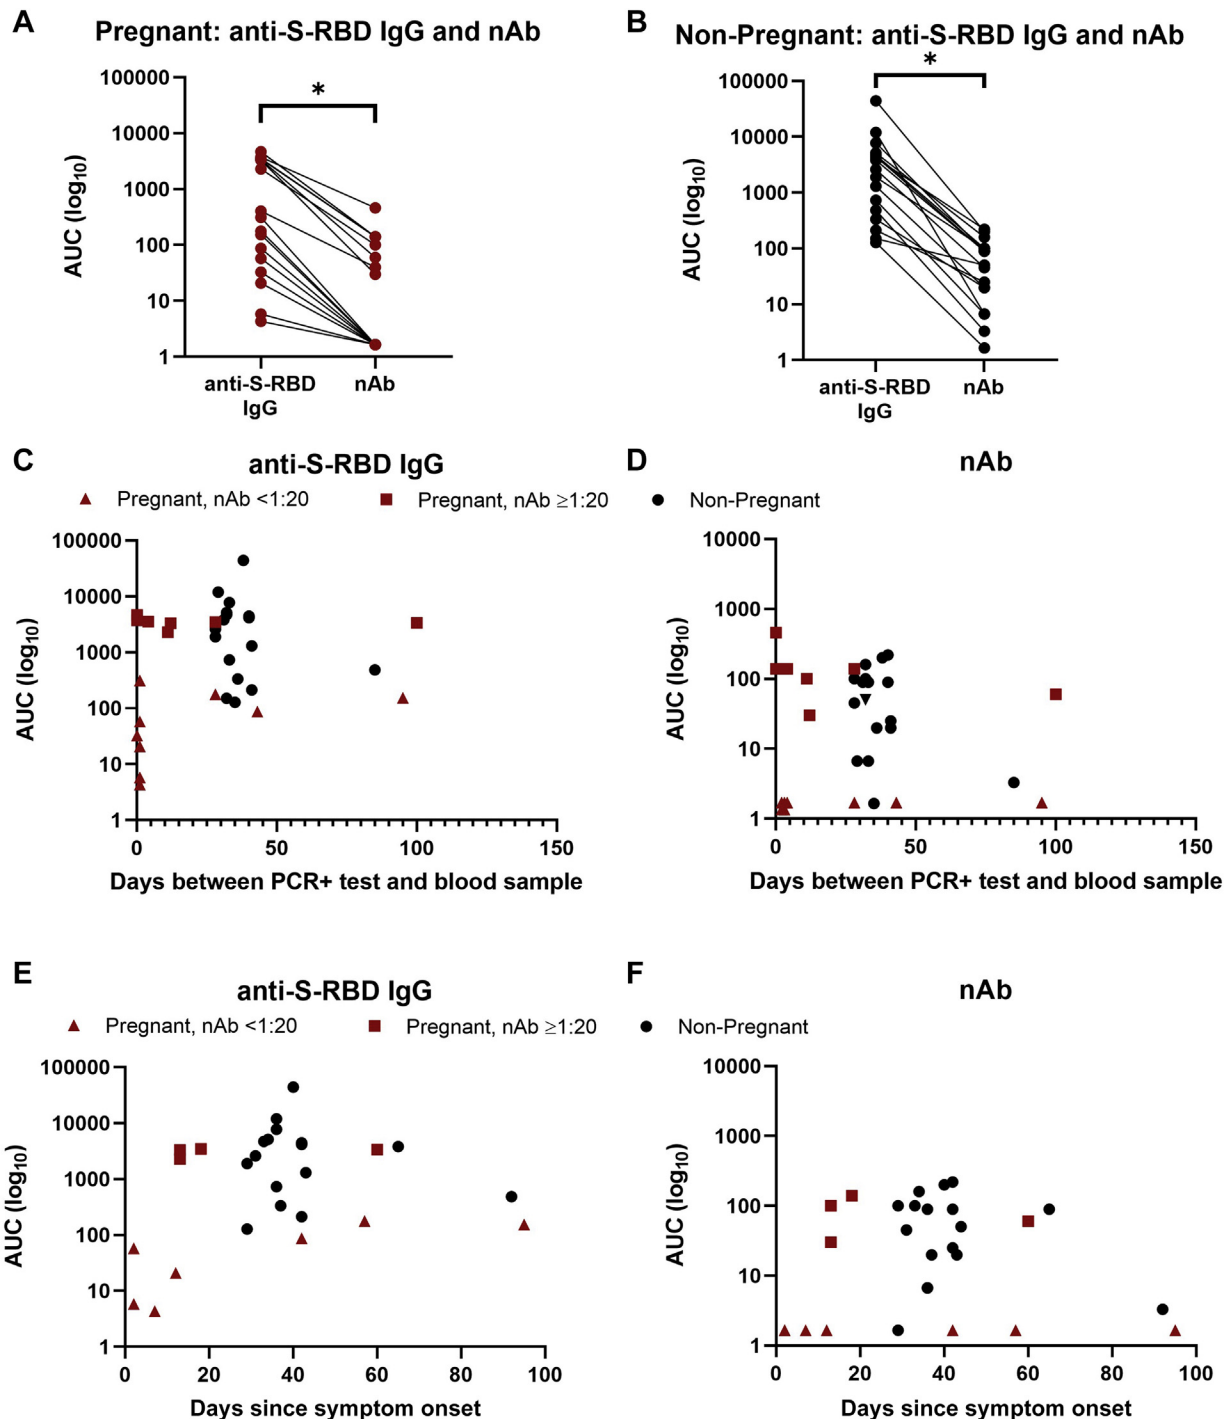 A
Pregnant: anti-S-RBD IgG and nAb
*
100000
10000
1000
100
10
1
AUC (log10)
anti-S-RBD IgG
nAb
B
Non-Pregnant: anti-S-RBD IgG and nAb
*
100000
10000
1000
100
10
1
AUC (log10)
anti-S-RBD IgG
nAb
C
anti-S-RBD IgG
D
nAb
Pregnant, nAb <1:20
Pregnant, nAb ≥1:20
Non-Pregnant
100000
10000
1000
100
10
1
AUC (log10)
0 50 100 150
Days between PCR+ test and blood sample
10000
1000
100
10
1
AUC (log10)
0 50 100 150
Days between PCR+ test and blood sample
E
anti-S-RBD IgG
F
nAb
Pregnant, nAb <1:20
Pregnant, nAb ≥1:20
Non-Pregnant
100000
10000
1000
100
10
1
AUC (log10)
0 20 40 60 80 100
Days since symptom onset
10000
1000
100
10
1
AUC (log10)
0 20 40 60 80 100
Days since symptom onset